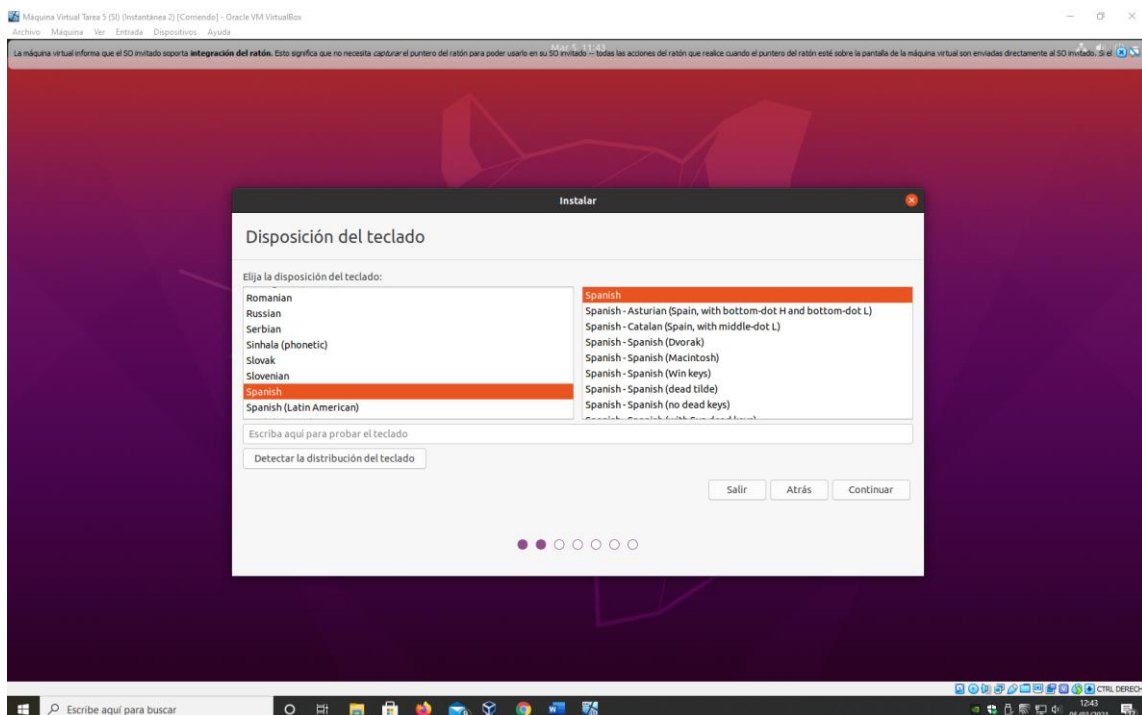 Máquina Virtual Tarea 5 (SI) (Instantánea 2) [Corriendo] - Oracle VM VirtualBox
Archivo Máquina Ver Entrada Dispositivos Ayuda
La máquina virtual informa que el SO invitado soporta integración del ratón. Esto significa que no necesita capturar el puntero del ratón para poder usarlo en su SO invitado -- todas las acciones del ratón que realice cuando el puntero del ratón esté sobre la pantalla de la máquina virtual son enviadas directamente al SO invitado. Si el
Mar 5 11:43
Instalar
Disposición del teclado
Elija la disposición del teclado:
Romanian
Russian
Serbian
Sinhala (phonetic)
Slovak
Slovenian
Spanish
Spanish (Latin American)
Spanish
Spanish - Asturian (Spain, with bottom-dot H and bottom-dot L)
Spanish - Catalan (Spain, with middle-dot L)
Spanish - Spanish (Dvorak)
Spanish - Spanish (Macintosh)
Spanish - Spanish (Win keys)
Spanish - Spanish (dead tilde)
Spanish - Spanish (no dead keys)
Escriba aquí para probar el teclado
Detectar la distribución del teclado
Salir Atrás Continuar
CTRL DERECH
Escribe aquí para buscar
12:43